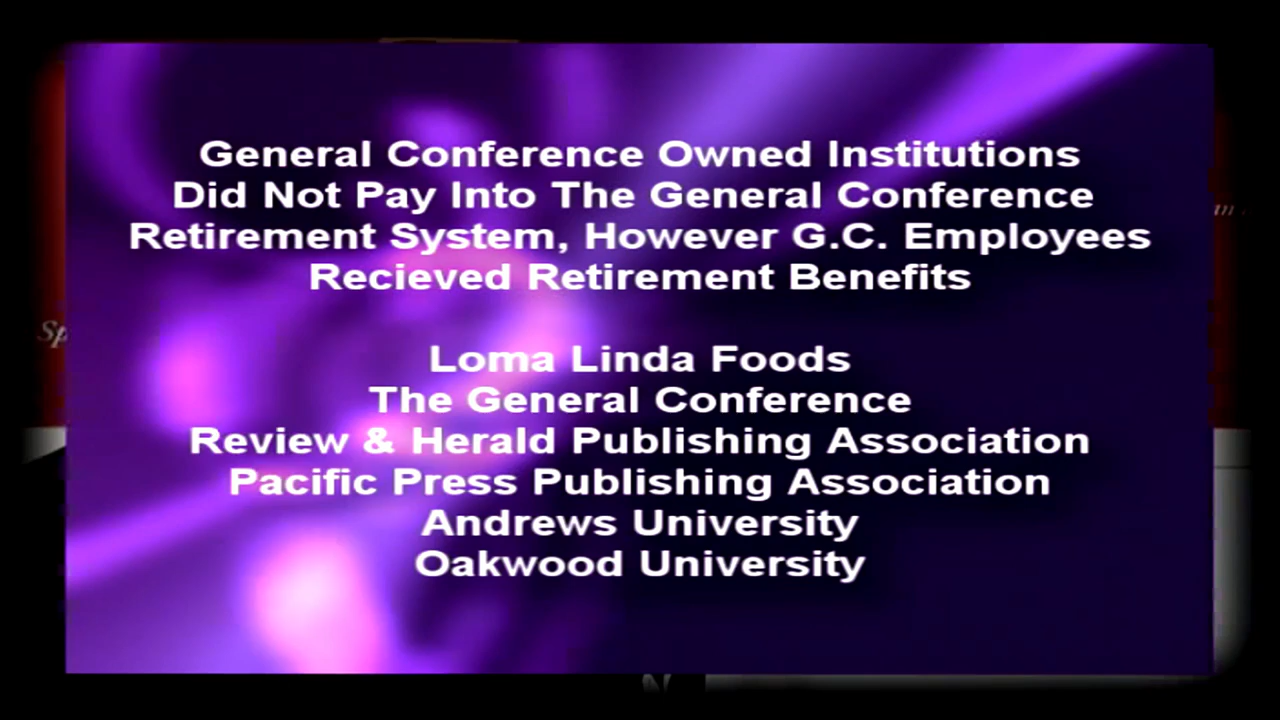 General Conference Owned Institutions
Did Not Pay Into The General Conference
Retirement System, However G.C. Employees
Recieved Retirement Benefits
Loma Linda Foods
The General Conference
Review & Herald Publishing Association
Pacific Press Publishing Association
Andrews University
Oakwood University